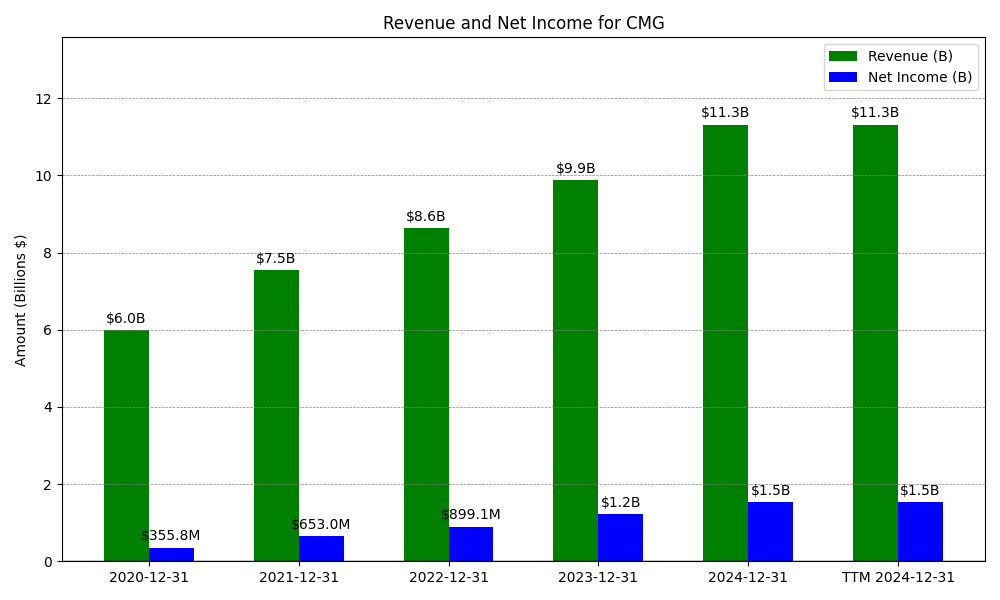 Revenue and Net Income for CMG
Revenue (B)
Net Income (B)
Amount (Billions $)
12
10
8
6
4
2
0
$6.0B
$355.8M
$7.5B
$653.0M
$8.6B
$899.1M
$9.9B
$1.2B
$11.3B
$1.5B
$11.3B
$1.5B
2020-12-31
2021-12-31
2022-12-31
2023-12-31
2024-12-31
TTM 2024-12-31